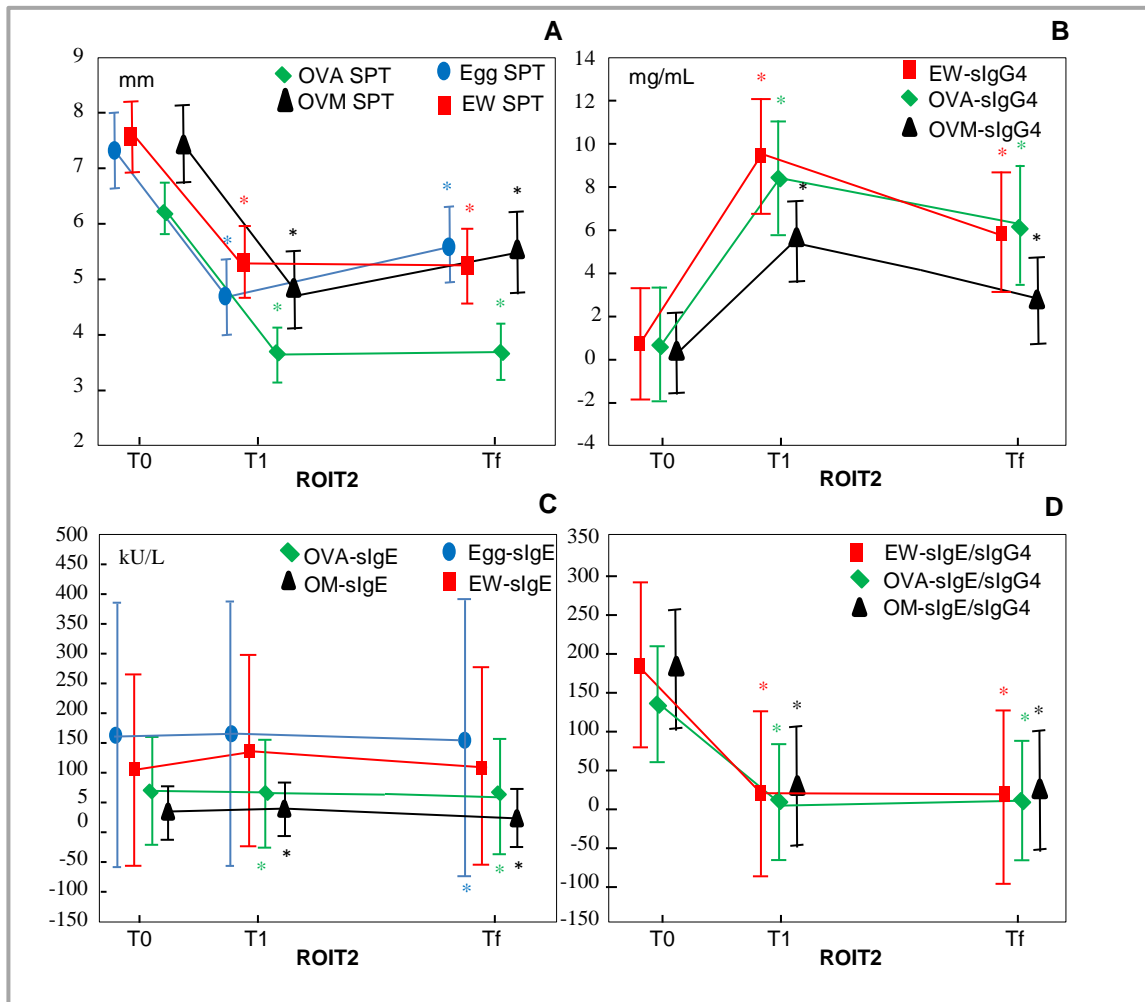 A
9
8
7
6
5
4
3
2
mm
OVA SPT
OVM SPT
Egg SPT
EW SPT
*
*
*
*
*
*
*
*
T0 T1 Tf
ROIT2
B
14
12
10
8
6
4
2
0
-2
-4
mg/mL
EW-sIgG4
OVA-sIgG4
OVM-sIgG4
*
*
*
*
*
*
T0 T1 Tf
ROIT2
C
500
450
400
350
300
250
200
150
100
50
0
-50
-100
-150
kU/L
OVA-sIgE
OM-sIgE
Egg-sIgE
EW-sIgE
*
*
*
*
*
T0 T1 Tf
ROIT2
D
350
300
250
200
150
100
50
0
-50
-100
-150
EW-sIgE/sIgG4
OVA-sIgE/sIgG4
OM-sIgE/sIgG4
*
*
*
*
*
*
T0 T1 Tf
ROIT2